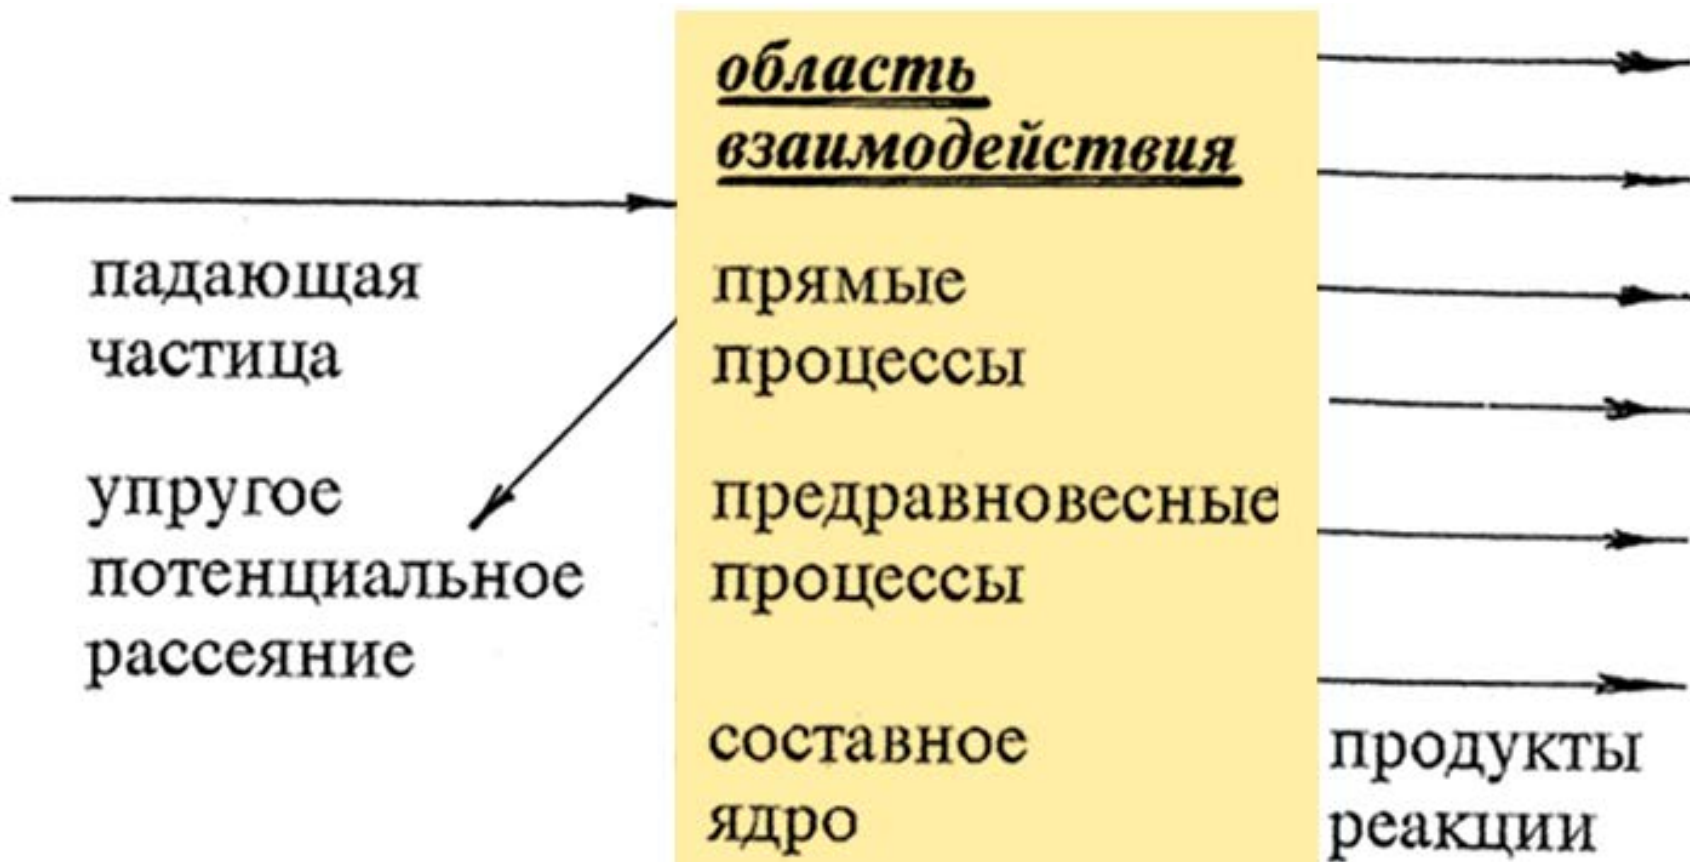 область
взаимодействия
падающая
частица
прямые
процессы
упругое
потенциальное
рассеяние
предравновесные
процессы
составное
ядро
продукты
реакции